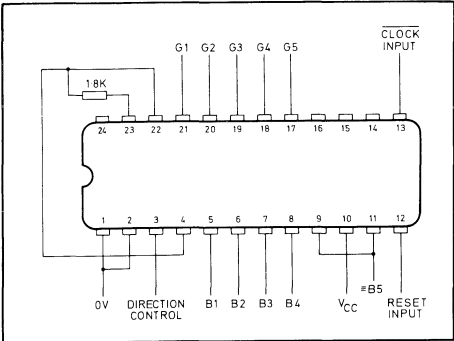 CLOCK
INPUT
G1 G2 G3 G4 G5
1·8K
24 23 22 21 20 19 18 17 16 15 14 13
1 2 3 4 5 6 7 8 9 10 11 12
≡B5
0V DIRECTION CONTROL B1 B2 B3 B4 VCC RESET INPUT